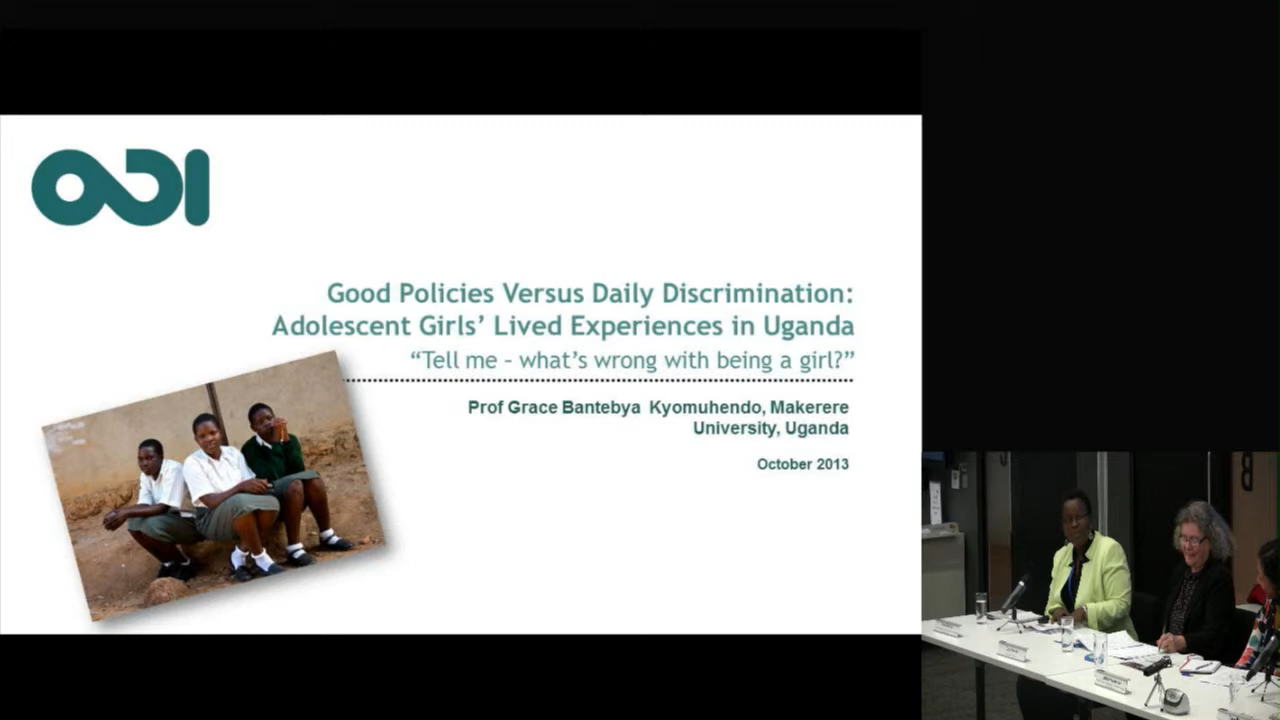 ODI
Good Policies Versus Daily Discrimination:
Adolescent Girls’ Lived Experiences in Uganda
“Tell me – what’s wrong with being a girl?”
Prof Grace Bantebya Kyomuhendo, Makerere
University, Uganda
October 2013